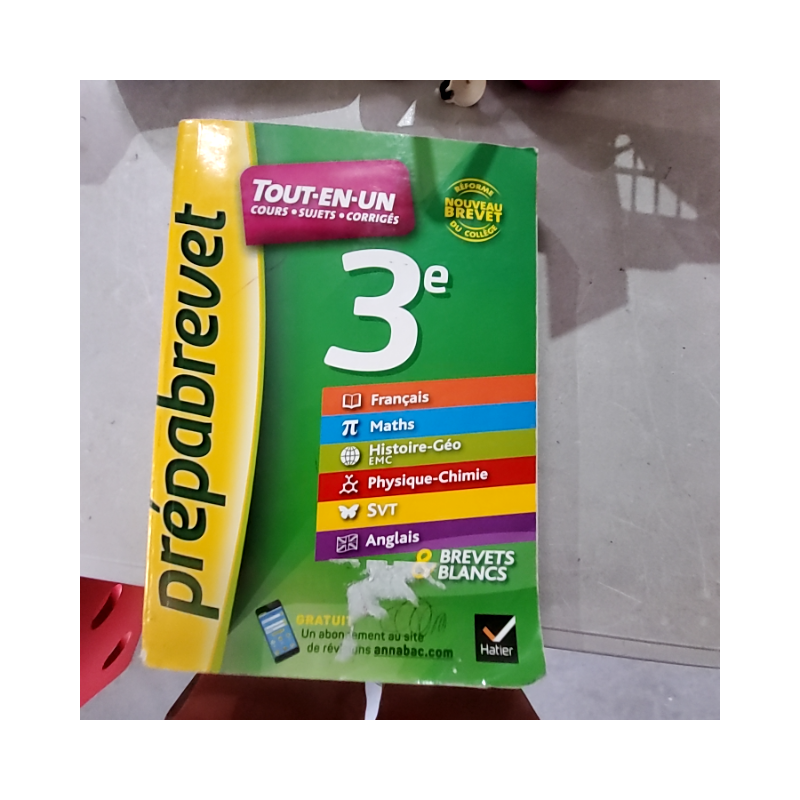 prépabrevet
TOUT-EN-UN
COURS • SUJETS • CORRIGÉS
RÉFORME
NOUVEAU
BREVET
DU COLLÈGE
3e
Français
π Maths
Histoire-Géo
EMC
Physique-Chimie
SVT
Anglais
& BREVETS
BLANCS
GRATUIT
Un abonnement au site
de annabac.com
Hatier